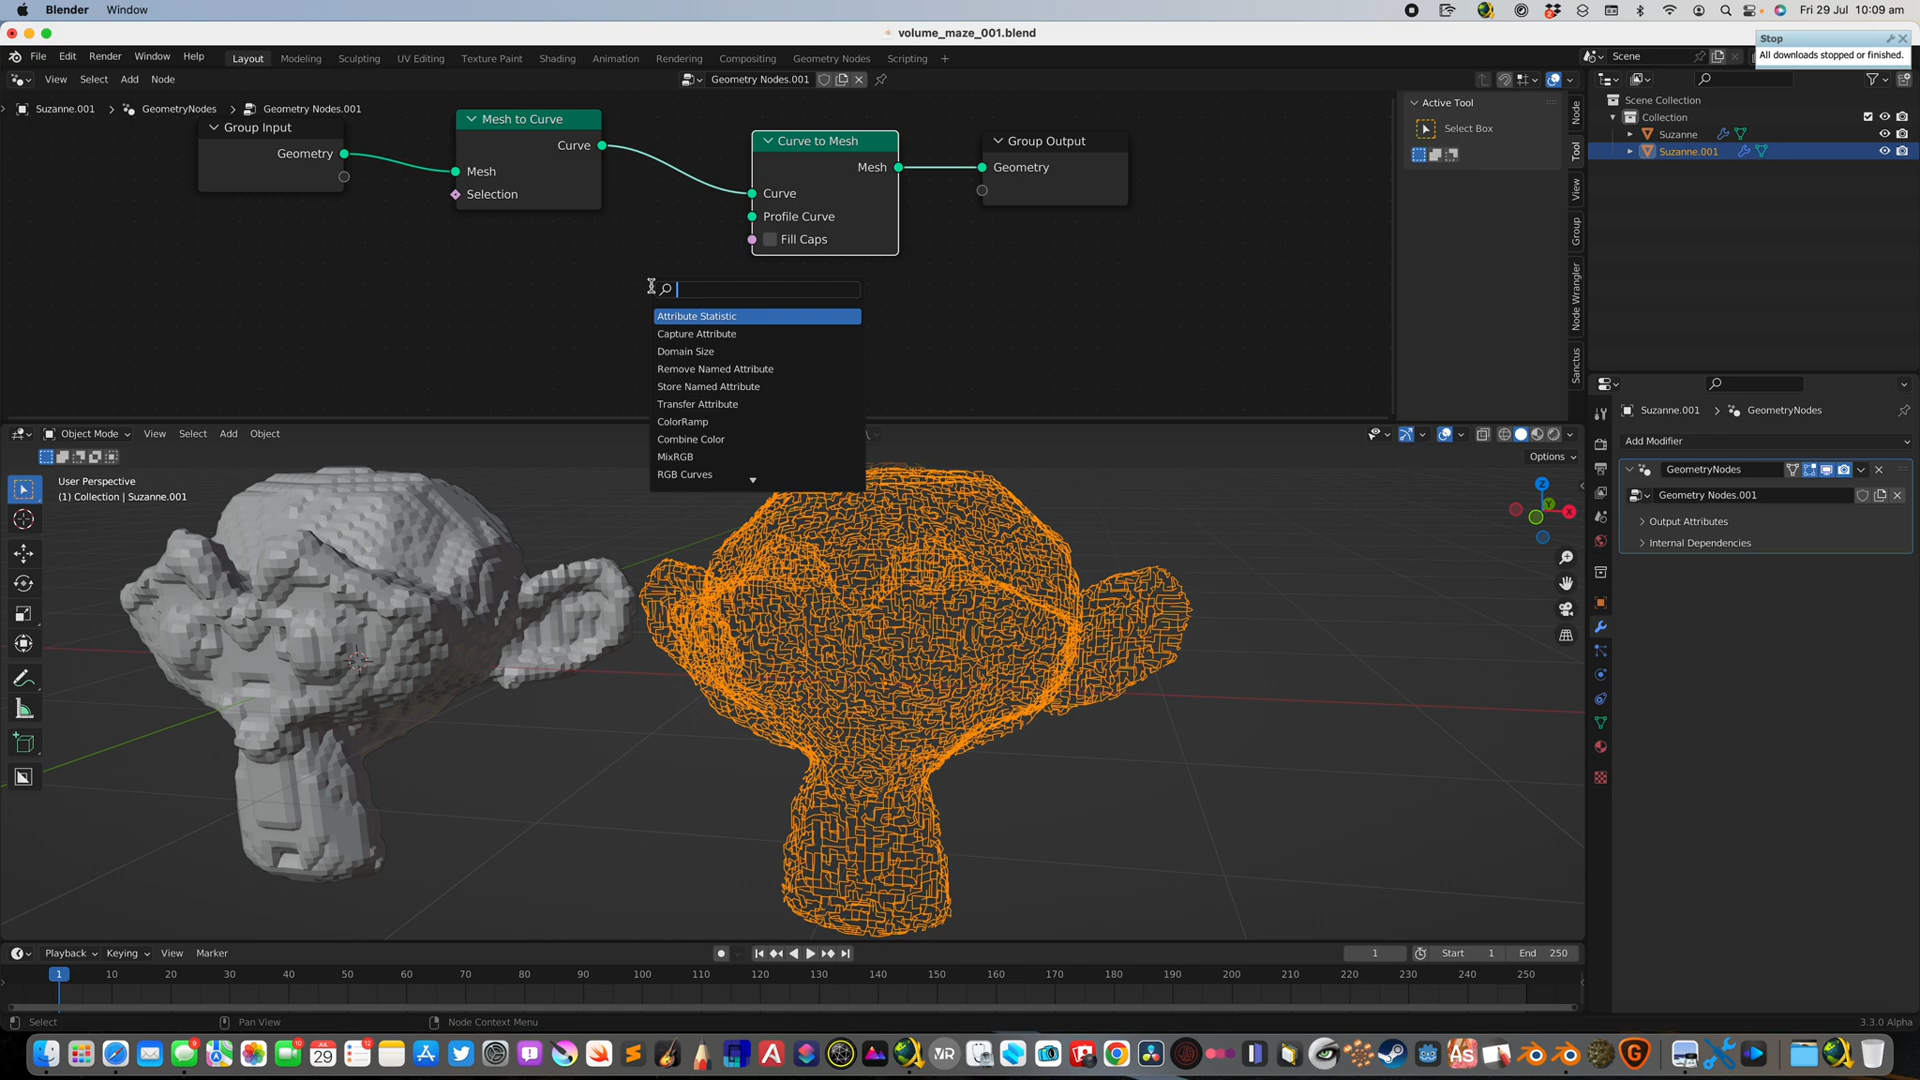 Blender Window Fri 29 Jul 10:09 am
volume_maze_001.blend
Stop
All downloads stopped or finished.
File Edit Render Window Help Layout Modeling Sculpting UV Editing Texture Paint Shading Animation Rendering Compositing Geometry Nodes Scripting + Scene
View Select Add Node Geometry Nodes.001
Suzanne.001 > GeometryNodes > Geometry Nodes.001
Group Input
Geometry
Mesh to Curve
Curve
Mesh
Selection
Curve to Mesh
Mesh
Curve
Profile Curve
Fill Caps
Group Output
Geometry
Active Tool
Select Box
Node
Tool
View
Group
Node Wrangler
Sanctus
Scene Collection
Collection
Suzanne
Suzanne.001
Attribute Statistic
Capture Attribute
Domain Size
Remove Named Attribute
Store Named Attribute
Transfer Attribute
ColorRamp
Combine Color
MixRGB
RGB Curves
Object Mode View Select Add Object
Options
User Perspective
(1) Collection | Suzanne.001
Z
Y
X
Suzanne.001 > GeometryNodes
Add Modifier
GeometryNodes
Geometry Nodes.001
Output Attributes
Internal Dependencies
Playback Keying View Marker 1 Start 1 End 250
1 10 20 30 40 50 60 70 80 90 100 110 120 130 140 150 160 170 180 190 200 210 220 230 240 250
Select Pan View Node Context Menu 3.3.0 Alpha